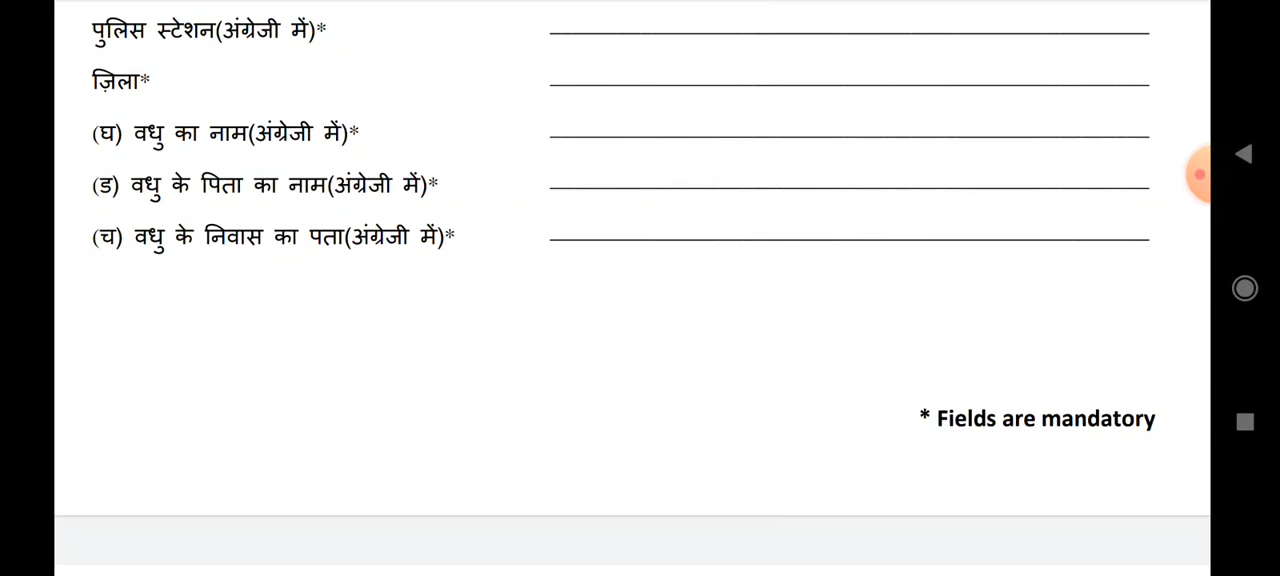 पुलिस स्टेशन(अंग्रेजी में)*
ज़िला*
(घ) वधु का नाम(अंग्रेजी में)*
(ड) वधु के पिता का नाम(अंग्रेजी में)*
(च) वधु के निवास का पता(अंग्रेजी में)*
* Fields are mandatory